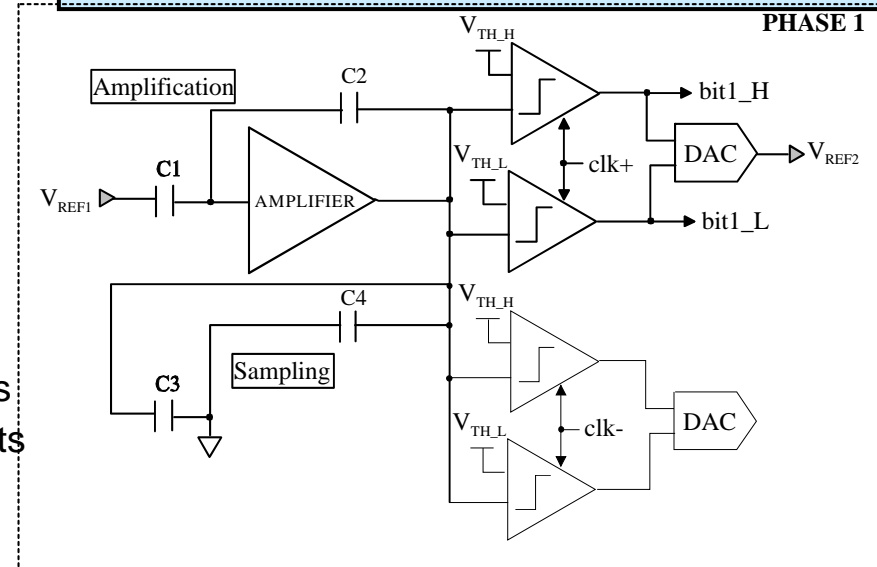 PHASE 1
V_TH_H
Amplification
C2
bit1_H
V_TH_L
clk+
DAC
V_REF2
C1
V_REF1
AMPLIFIER
bit1_L
C4
V_TH_H
Sampling
s
C3
ts
V_TH_L
clk-
DAC